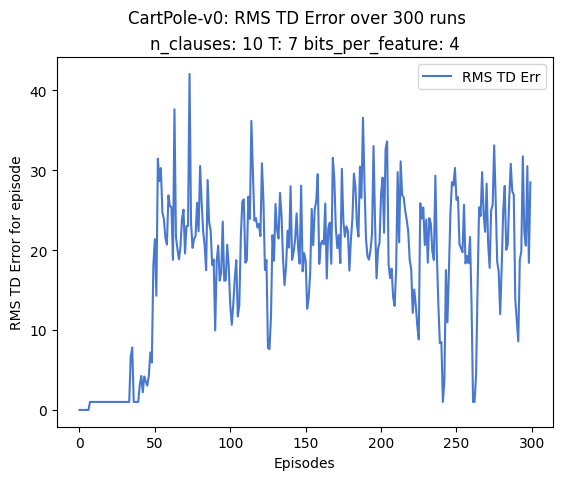 CartPole-v0: RMS TD Error over 300 runs
n_clauses: 10 T: 7 bits_per_feature: 4
RMS TD Err
RMS TD Error for episode
40
30
20
10
0
0 50 100 150 200 250 300
Episodes